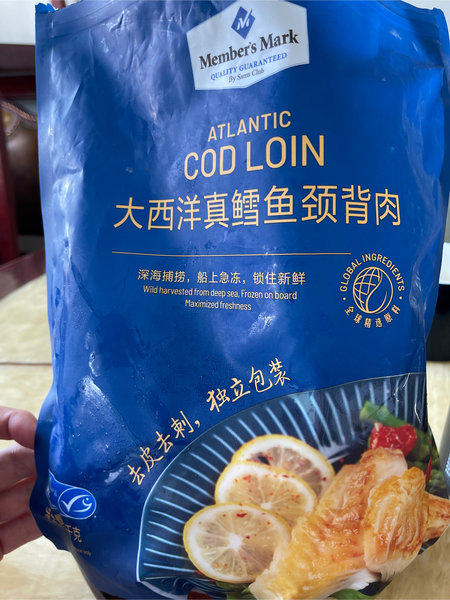 Member's Mark
QUALITY GUARANTEED
By Sam's Club
ATLANTIC
COD LOIN
大西洋真鳕鱼颈背肉
深海捕捞，船上急冻，锁住新鲜
Wild harvested from deep sea, Frozen on board
Maximized freshness
GLOBAL INGREDIENTS
全球精选原料
去皮去刺，独立包装
克